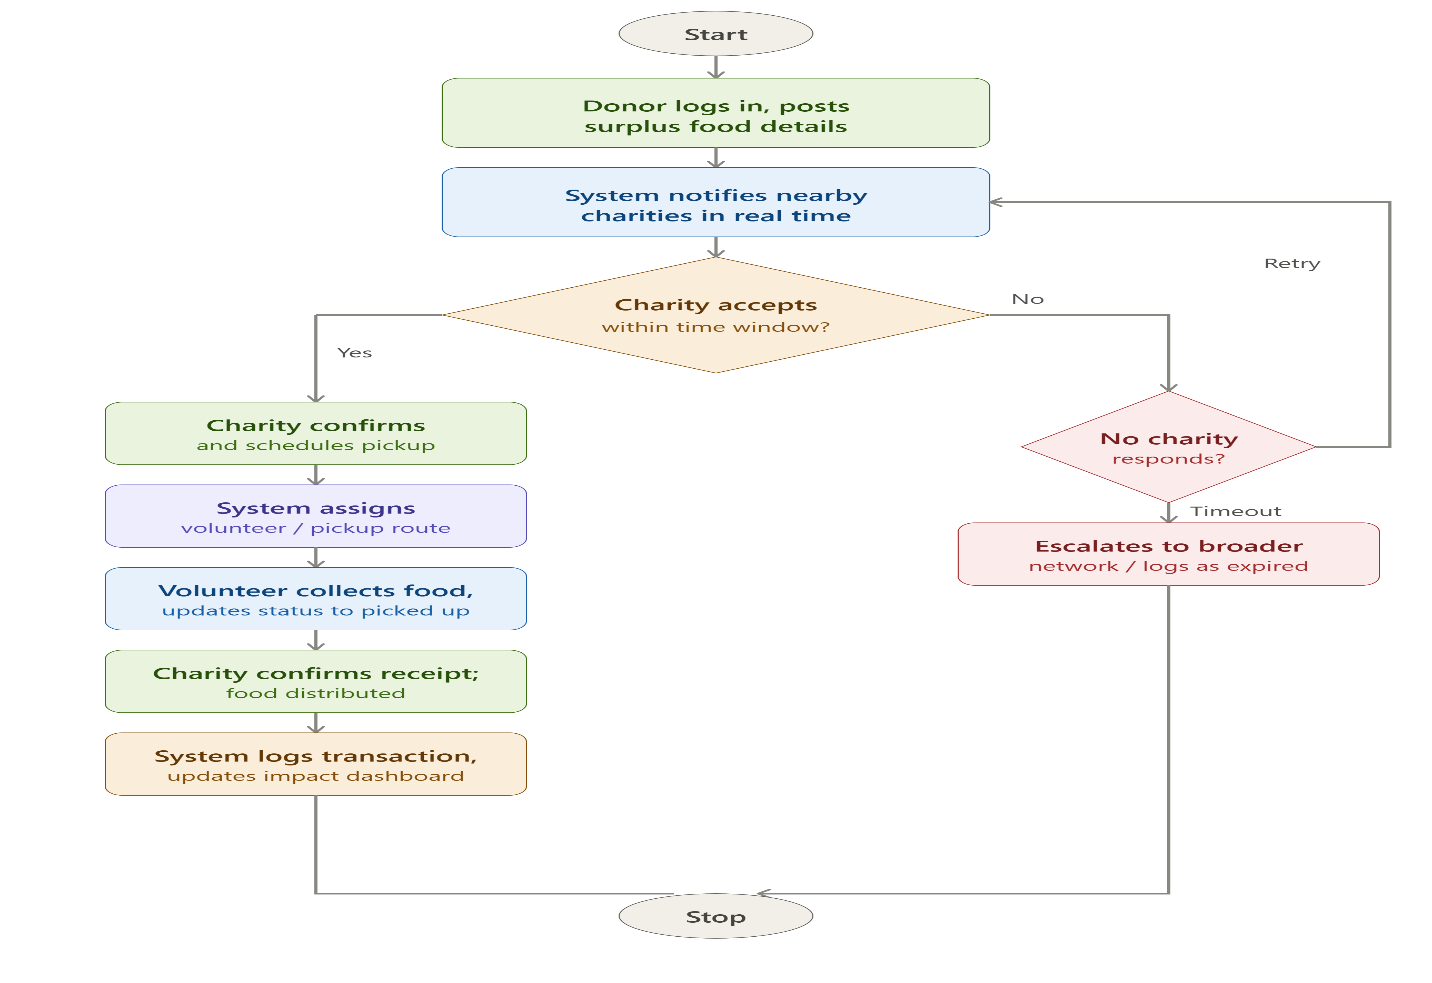 Start
Donor logs in, posts
surplus food details
System notifies nearby
charities in real time
Retry
Charity accepts
within time window?
No
Yes
Charity confirms
and schedules pickup
No charity
responds?
System assigns
volunteer / pickup route
Timeout
Escalates to broader
network / logs as expired
Volunteer collects food,
updates status to picked up
Charity confirms receipt;
food distributed
System logs transaction,
updates impact dashboard
Stop